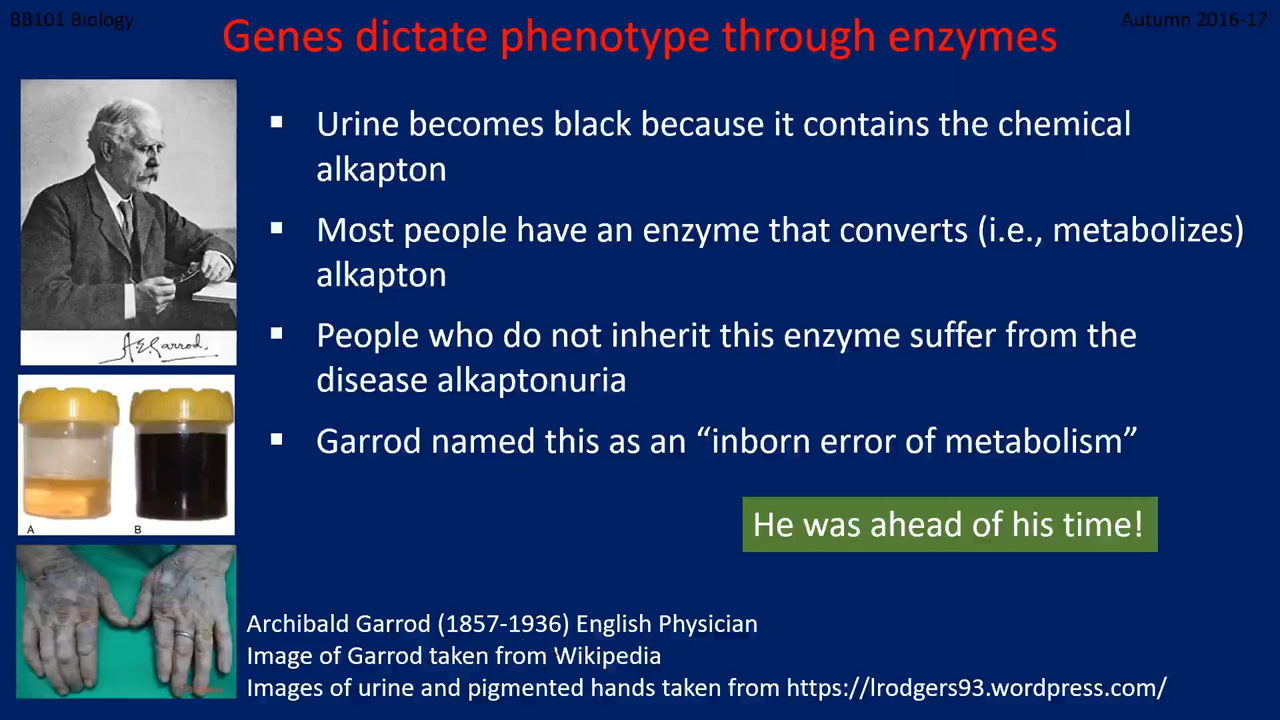 BB101 Biology
Autumn 2016-17
Genes dictate phenotype through enzymes
▪ Urine becomes black because it contains the chemical
alkapton
▪ Most people have an enzyme that converts (i.e., metabolizes)
alkapton
▪ People who do not inherit this enzyme suffer from the
disease alkaptonuria
▪ Garrod named this as an “inborn error of metabolism”
He was ahead of his time!
A.E. Garrod.
A B
Archibald Garrod (1857-1936) English Physician
Image of Garrod taken from Wikipedia
Images of urine and pigmented hands taken from https://lrodgers93.wordpress.com/